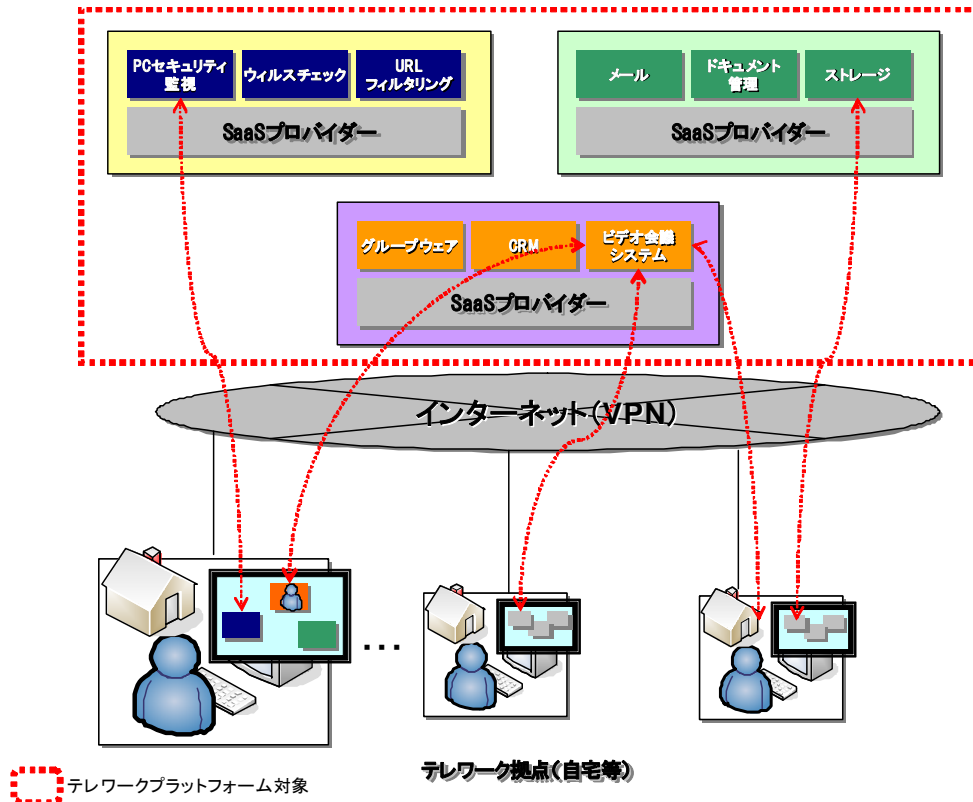 PCセキュリティ
監視
ウィルスチェック
URL
フィルタリング
SaaSプロバイダー
メール
ドキュメント
管理
ストレージ
SaaSプロバイダー
グループウェア
CRM
ビデオ会議
システム
SaaSプロバイダー
インターネット(VPN)
...
テレワーク拠点(自宅等)
テレワークプラットフォーム対象